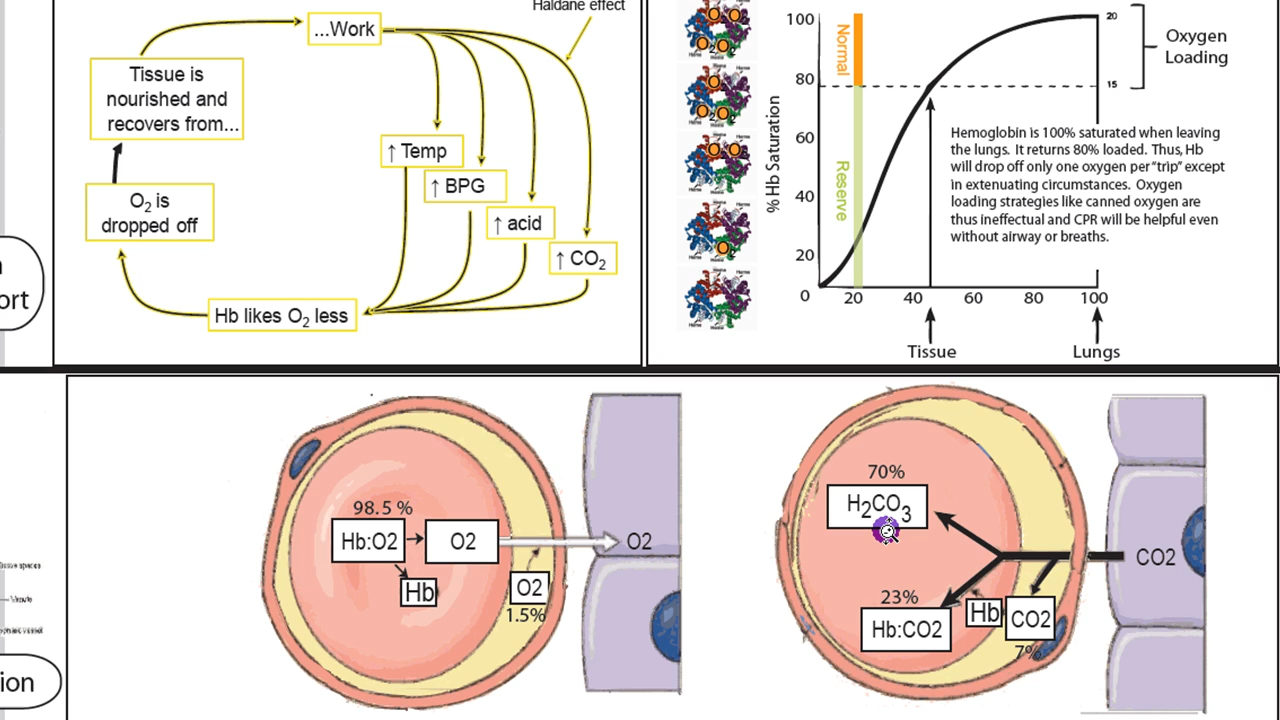 Haldane effect
...Work
Tissue is
nourished and
recovers from...
↑ Temp
↑ BPG
O2 is
dropped off
↑ acid
↑ CO2
Hb likes O2 less
ort
% Hb Saturation
100
80
60
40
20
0
Normal
Reserve
20
15
Oxygen
Loading
Hemoglobin is 100% saturated when leaving
the lungs. It returns 80% loaded. Thus, Hb
will drop off only one oxygen per "trip" except
in extenuating circumstances. Oxygen
loading strategies like canned oxygen are
thus ineffectual and CPR will be helpful even
without airway or breaths.
20
40
60
80
100
Tissue
Lungs
98.5 %
Hb:O2
O2
Hb
O2
1.5%
O2
70%
H2CO3
23%
Hb:CO2
Hb
CO2
7%
CO2
Venule
ion